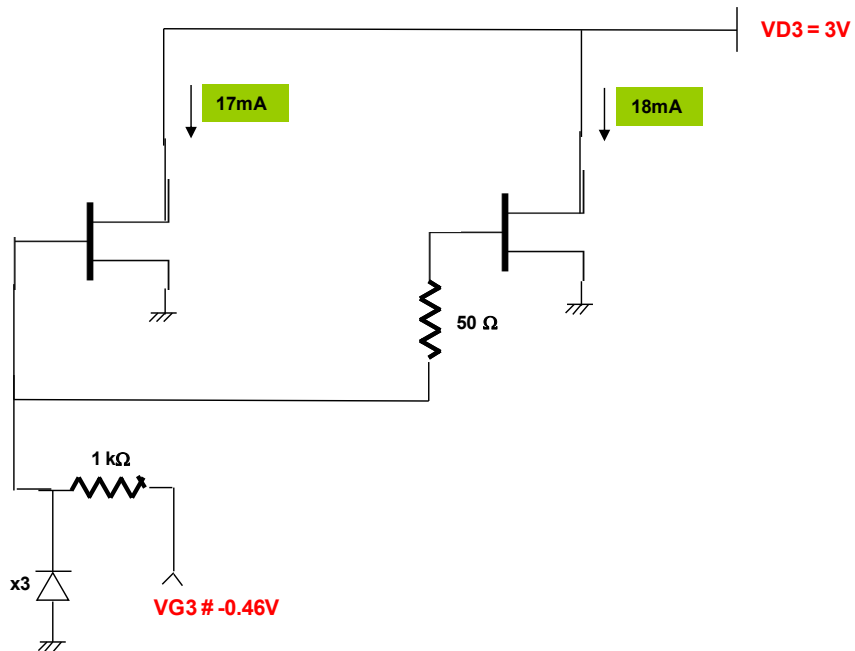 VD3 = 3V
17mA
18mA
50 Ω
1 kΩ
x3
VG3 # -0.46V